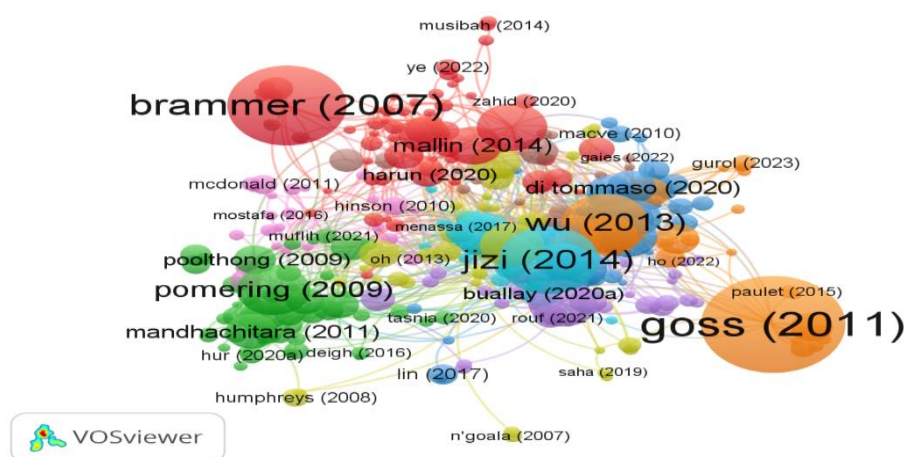 musibah (2014)
ye (2022)
brammer (2007)
zahid (2020)
macve (2010)
mallin (2014)
gaies (2022)
gurol (2023)
harun (2020)
mcdonald (2011)
di tommaso (2020)
hinson (2010)
mostafa (2016)
menassa (2017)
wu (2013)
muflih (2021)
poolthong (2009)
oh (2013)
jizi (2014)
ho (2022)
pomering (2009)
buallay (2020a)
paulet (2015)
mandhachitara (2011)
tasnia (2020)
rouf (2021)
goss (2011)
hur (2020a)
deigh (2016)
lin (2017)
saha (2019)
humphreys (2008)
n'goala (2007)
VOSviewer